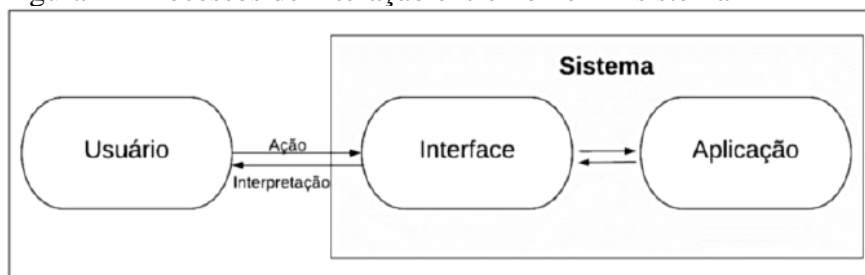 Sistema
Usuário
Ação
Interpretação
Interface
Aplicação